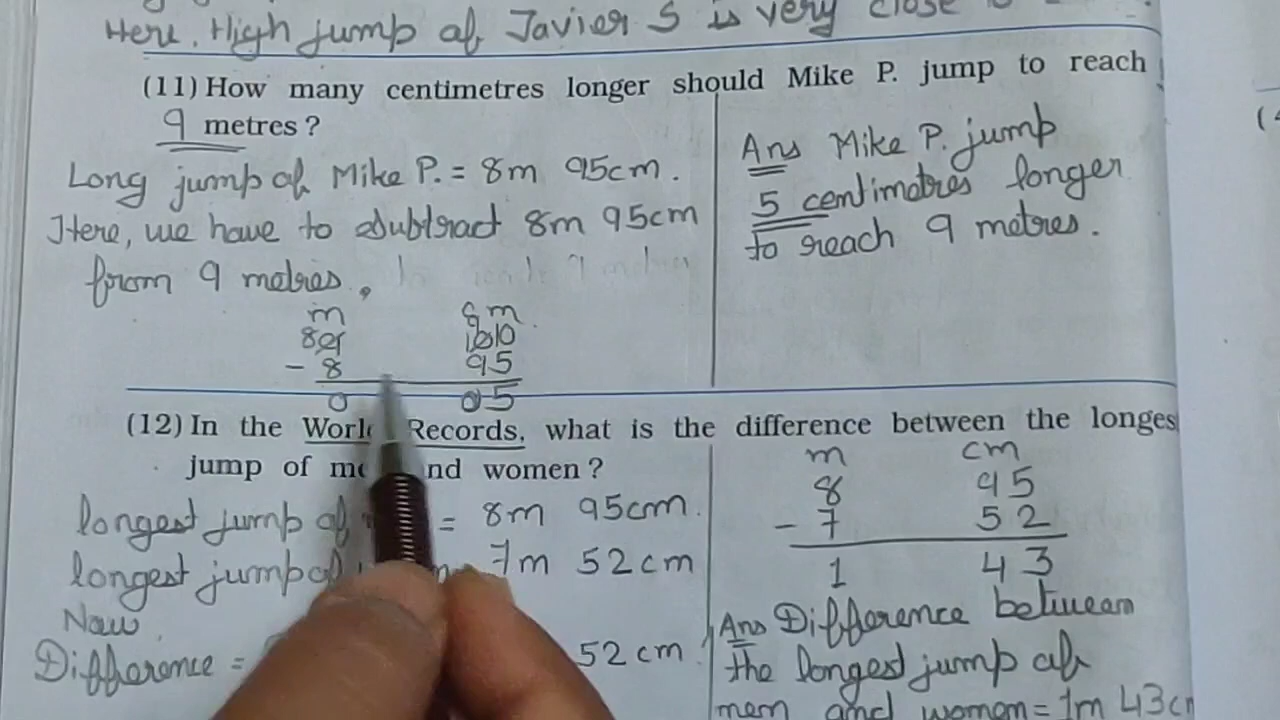 Here, High jump of Javier S is very close
(11) How many centimetres longer should Mike P. jump to reach
9 metres ?
Long jump of Mike P. = 8m 95cm.
Here, we have to subtract 8m 95cm
from 9 metres,
m
89 100
- 8 95
0 05
Ans Mike P. jump
5 centimetres longer
to reach 9 metres.
(12) In the World Records, what is the difference between the longes
jump of and women ?
longest jump of = 8m 95cm.
longest jump of 7m 52cm
Now
Difference = 52cm
m cm
8 95
- 7 52
1 43
Ans Difference between
the longest jump of
men and women = 1m 43cm